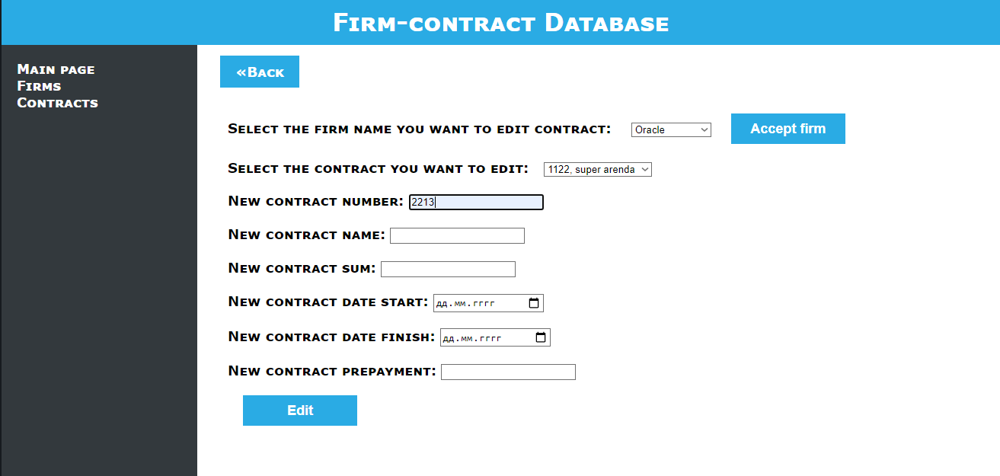 Firm-contract Database
Main page
Firms
Contracts
«Back
Select the firm name you want to edit contract: Oracle Accept firm
Select the contract you want to edit: 1122, super arenda
New contract number: 2213
New contract name:
New contract sum:
New contract date start: дд.мм.гггг
New contract date finish: дд.мм.гггг
New contract prepayment:
Edit